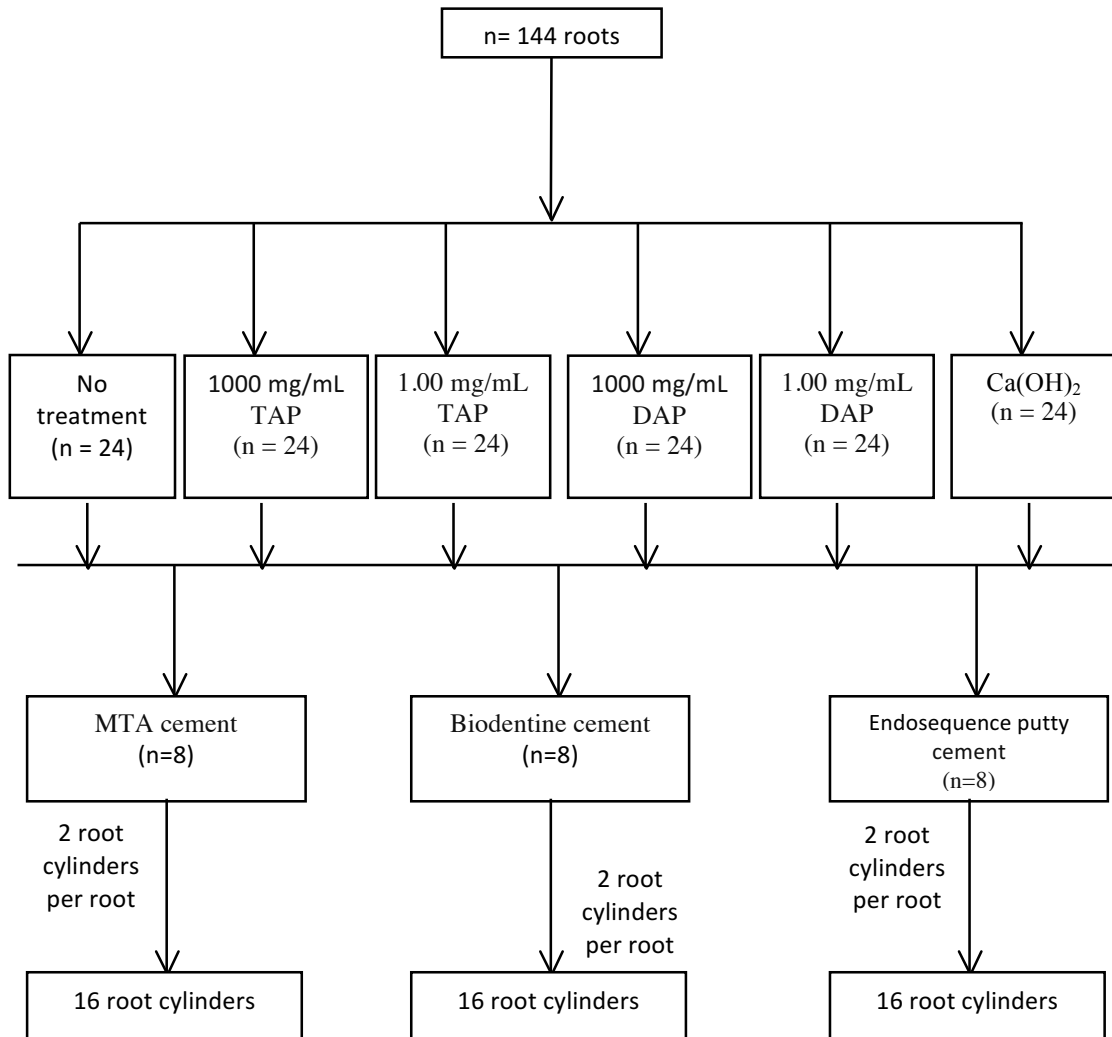 n= 144 roots
No
treatment
(n = 24)
1000 mg/mL
TAP
(n = 24)
1.00 mg/mL
TAP
(n = 24)
1000 mg/mL
DAP
(n = 24)
1.00 mg/mL
DAP
(n = 24)
Ca(OH)₂
(n = 24)
MTA cement
(n=8)
Biodentine cement
(n=8)
Endosequence putty
cement
(n=8)
2 root
cylinders
per root
2 root
cylinders
per root
2 root
cylinders
per root
16 root cylinders
16 root cylinders
16 root cylinders